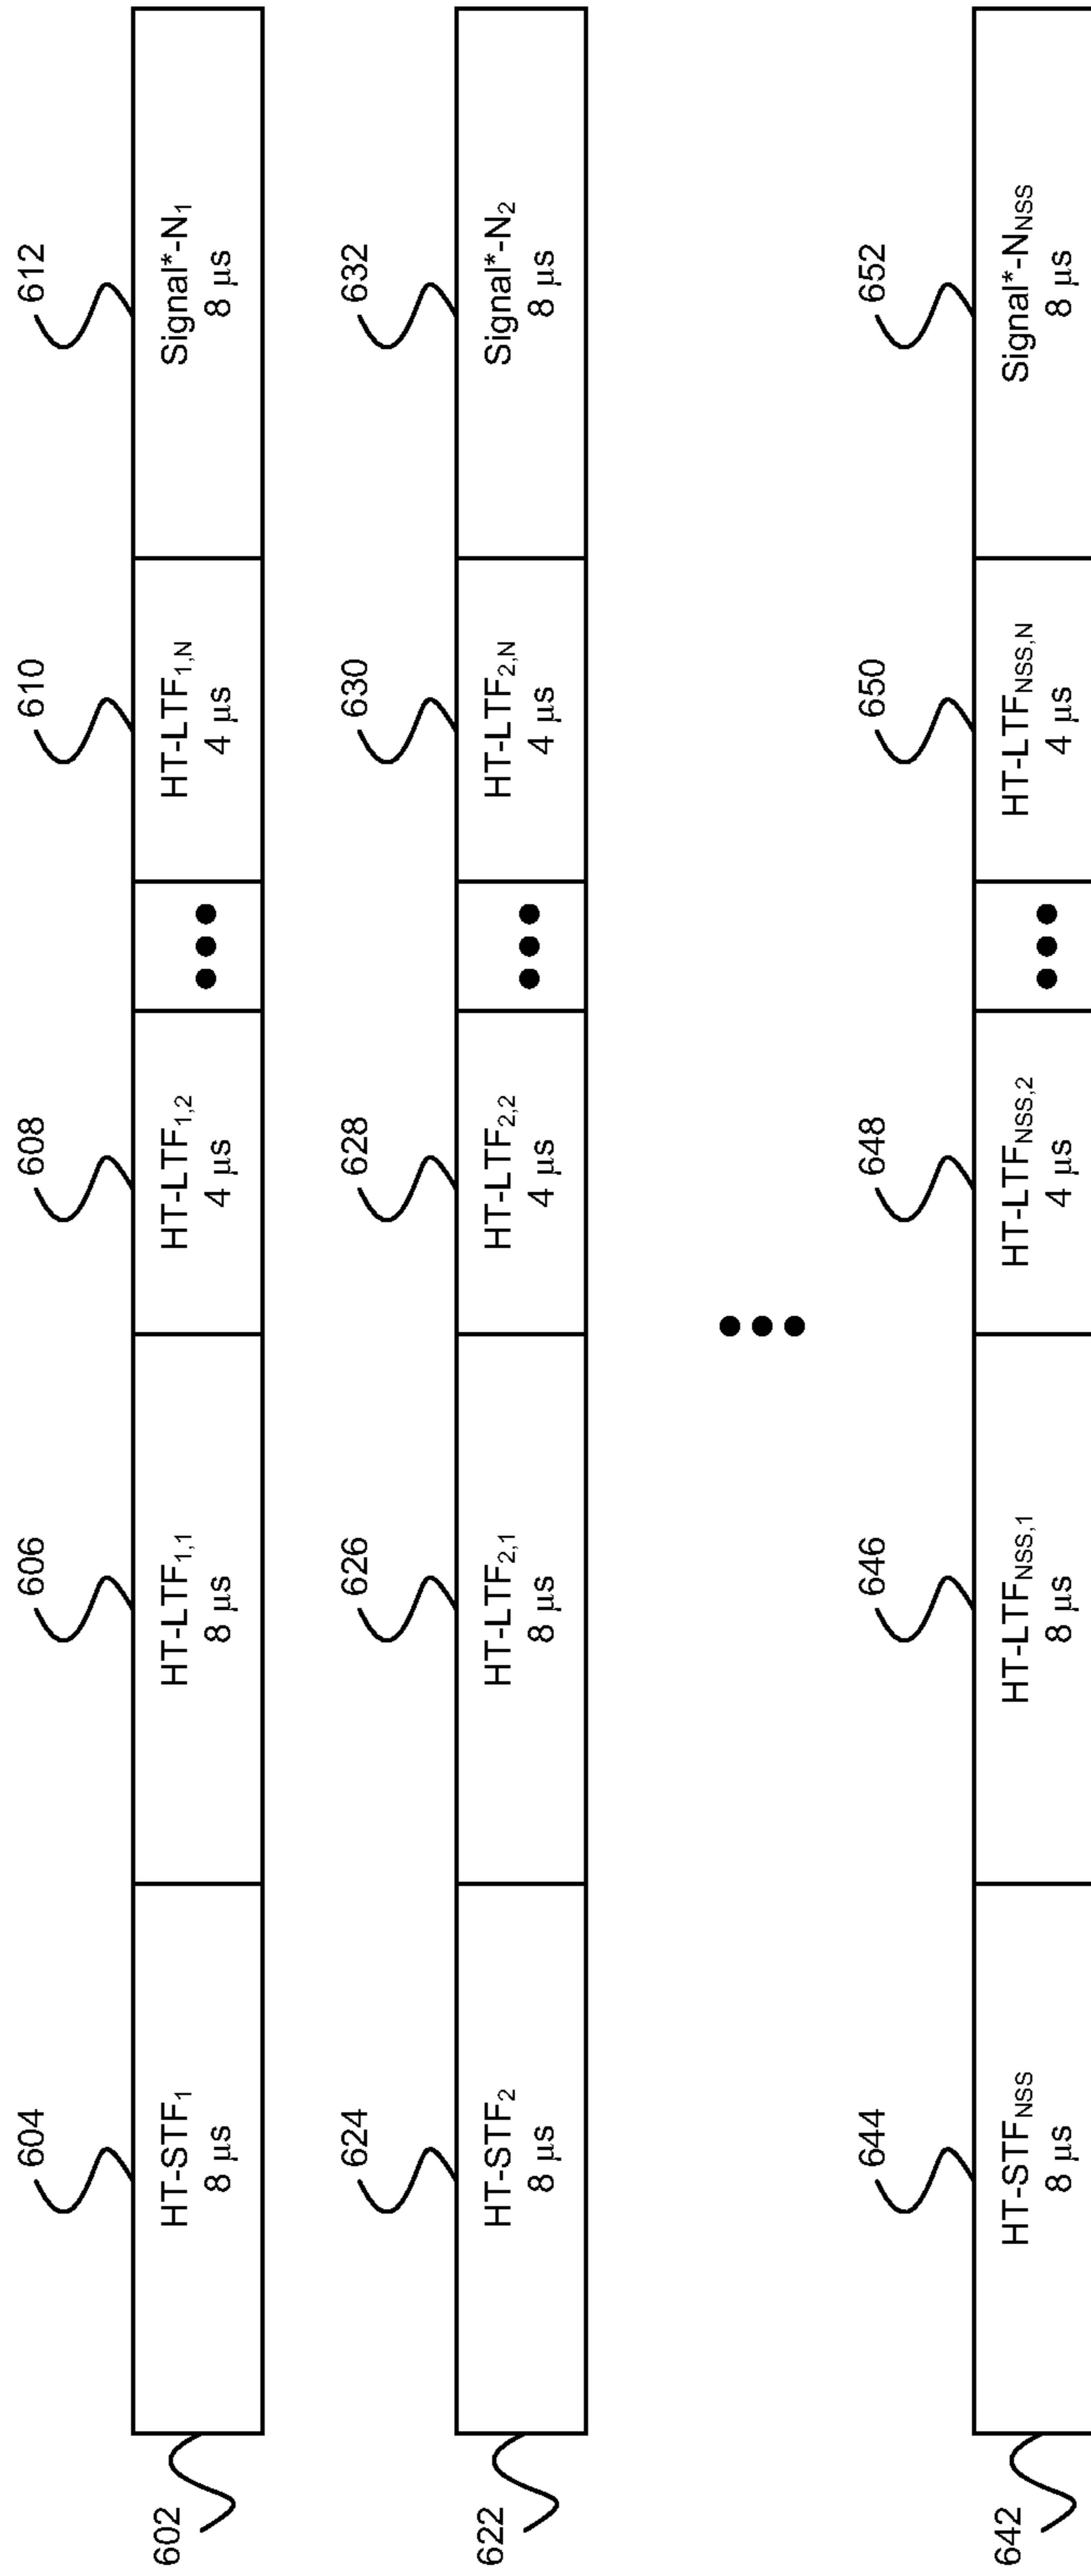 604
606
608
610
612
602
HT-STF₁
8 μs
HT-LTF₁,₁
8 μs
HT-LTF₁,₂
4 μs
HT-LTF₁,N
4 μs
Signal*-N₁
8 μs
624
626
628
630
632
622
HT-STF₂
8 μs
HT-LTF₂,₁
8 μs
HT-LTF₂,₂
4 μs
HT-LTF₂,N
4 μs
Signal*-N₂
8 μs
644
646
648
650
652
642
HT-STFNSS
8 μs
HT-LTFNSS,1
8 μs
HT-LTFNSS,2
4 μs
HT-LTFNSS,N
4 μs
Signal*-NNSS
8 μs